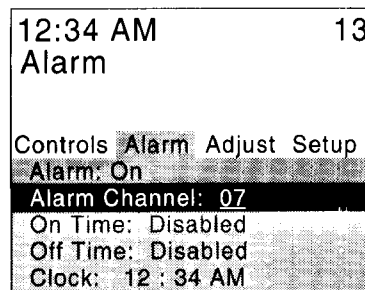 12:34 AM 13
Alarm
Controls Alarm Adjust Setup
Alarm: On
Alarm Channel: 07
On Time: Disabled
Off Time: Disabled
Clock: 12 : 34 AM